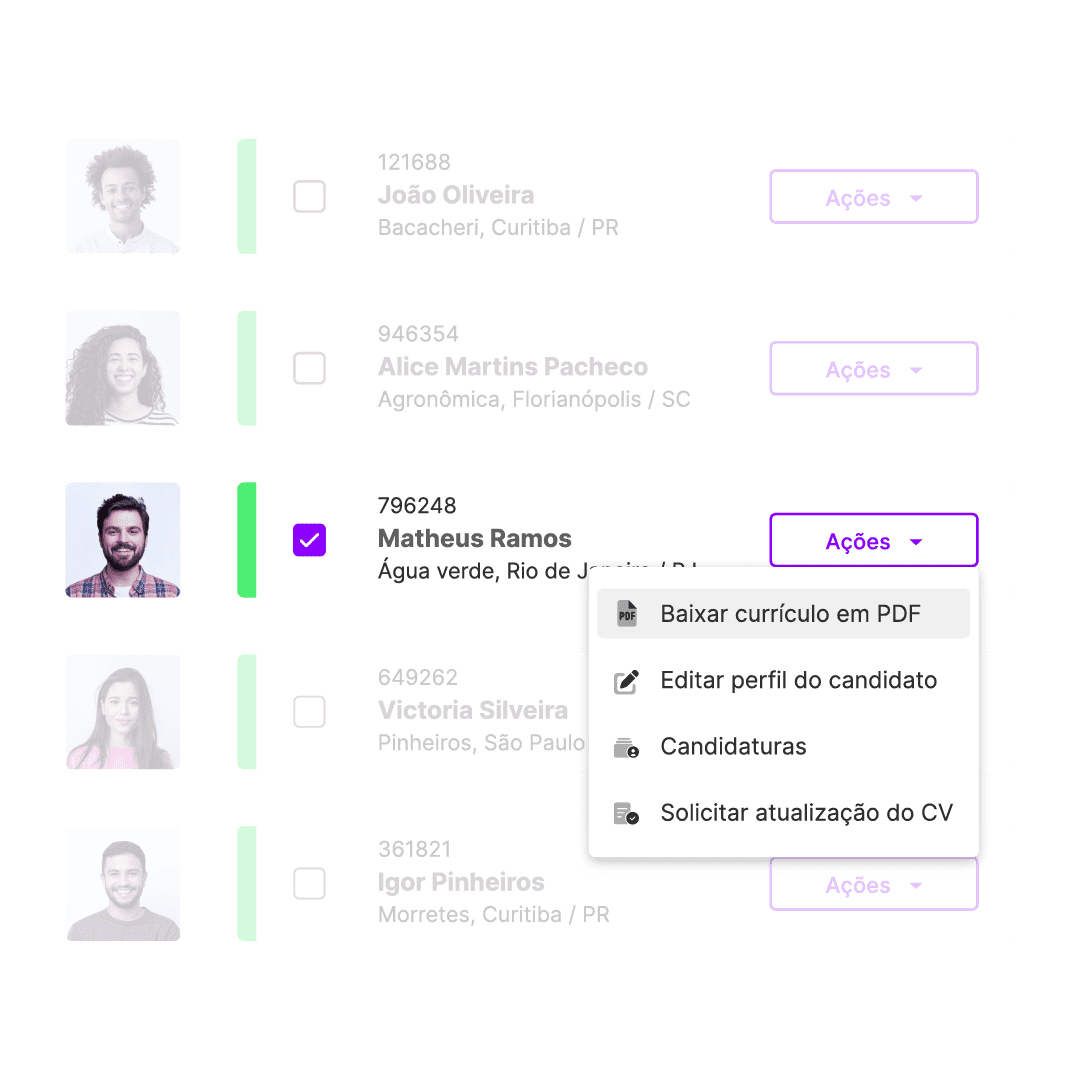 121688
João Oliveira
Bacacheri, Curitiba / PR
Ações
946354
Alice Martins Pacheco
Agronômica, Florianópolis / SC
Ações
796248
Matheus Ramos
Água verde, Rio de Janeiro / RJ
Ações
PDF Baixar currículo em PDF
Editar perfil do candidato
Candidaturas
Solicitar atualização do CV
649262
Victoria Silveira
Pinheiros, São Paulo
361821
Igor Pinheiros
Morretes, Curitiba / PR
Ações